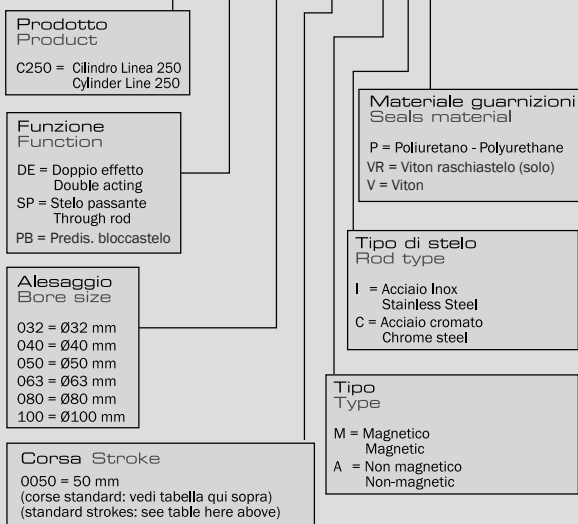 Prodotto
Product
C250 = Cilindro Linea 250
Cylinder Line 250
Funzione
Function
DE = Doppio effetto
Double acting
SP = Stelo passante
Through rod
PB = Predis. bloccastelo
Alesaggio
Bore size
032 = Ø32 mm
040 = Ø40 mm
050 = Ø50 mm
063 = Ø63 mm
080 = Ø80 mm
100 = Ø100 mm
Corsa Stroke
0050 = 50 mm
(corse standard: vedi tabella qui sopra)
(standard strokes: see table here above)
Materiale guarnizioni
Seals material
P = Poliuretano - Polyurethane
VR = Viton raschiastelo (solo)
V = Viton
Tipo di stelo
Rod type
I = Acciaio Inox
Stainless Steel
C = Acciaio cromato
Chrome steel
Tipo
Type
M = Magnetico
Magnetic
A = Non magnetico
Non-magnetic